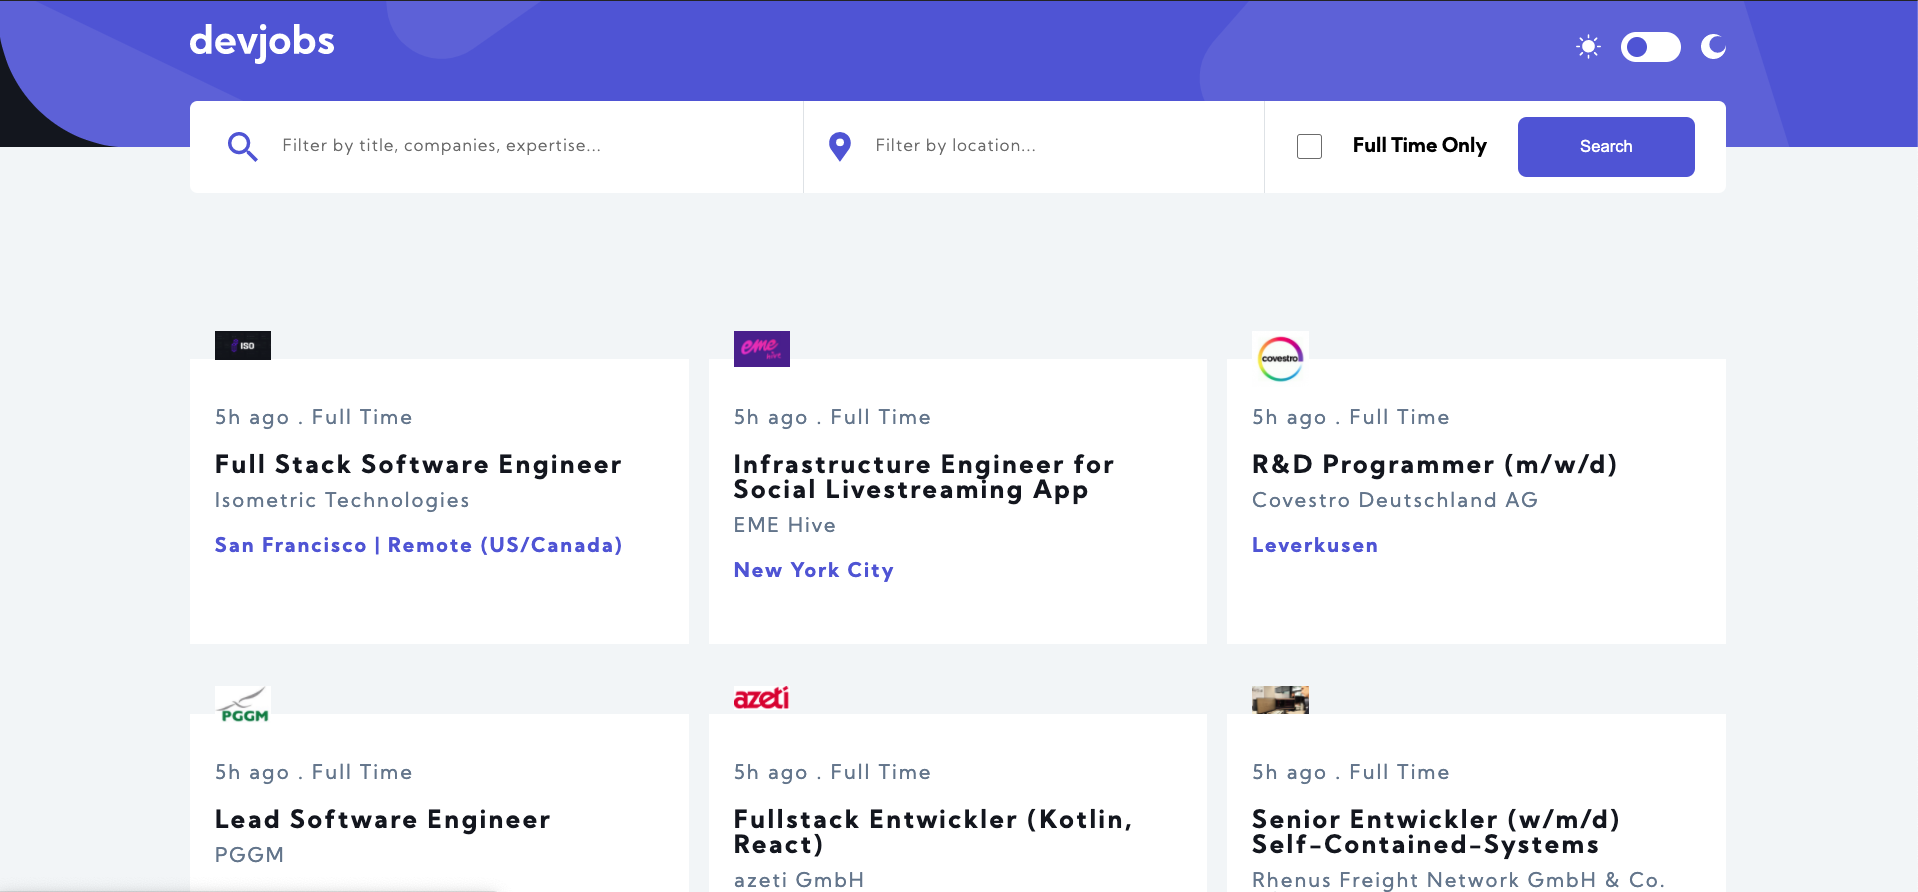 devjobs
Filter by title, companies, expertise...
Filter by location...
Full Time Only
Search
ISO
eme
hive
covestro
5h ago . Full Time
Full Stack Software Engineer
Isometric Technologies
San Francisco | Remote (US/Canada)
5h ago . Full Time
Infrastructure Engineer for
Social Livestreaming App
EME Hive
New York City
5h ago . Full Time
R&D Programmer (m/w/d)
Covestro Deutschland AG
Leverkusen
PGGM
azeti
5h ago . Full Time
Lead Software Engineer
PGGM
5h ago . Full Time
Fullstack Entwickler (Kotlin,
React)
azeti GmbH
5h ago . Full Time
Senior Entwickler (w/m/d)
Self-Contained-Systems
Rhenus Freight Network GmbH & Co.